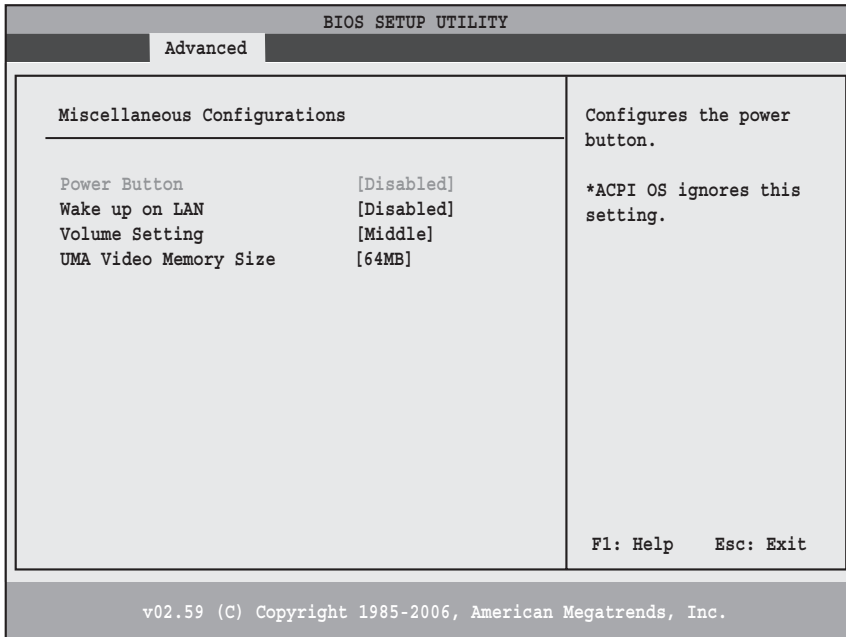 BIOS SETUP UTILITY
Advanced
Miscellaneous Configurations
Power Button [Disabled]
Wake up on LAN [Disabled]
Volume Setting [Middle]
UMA Video Memory Size [64MB]
Configures the power
button.
*ACPI OS ignores this
setting.
F1: Help Esc: Exit
v02.59 (C) Copyright 1985-2006, American Megatrends, Inc.